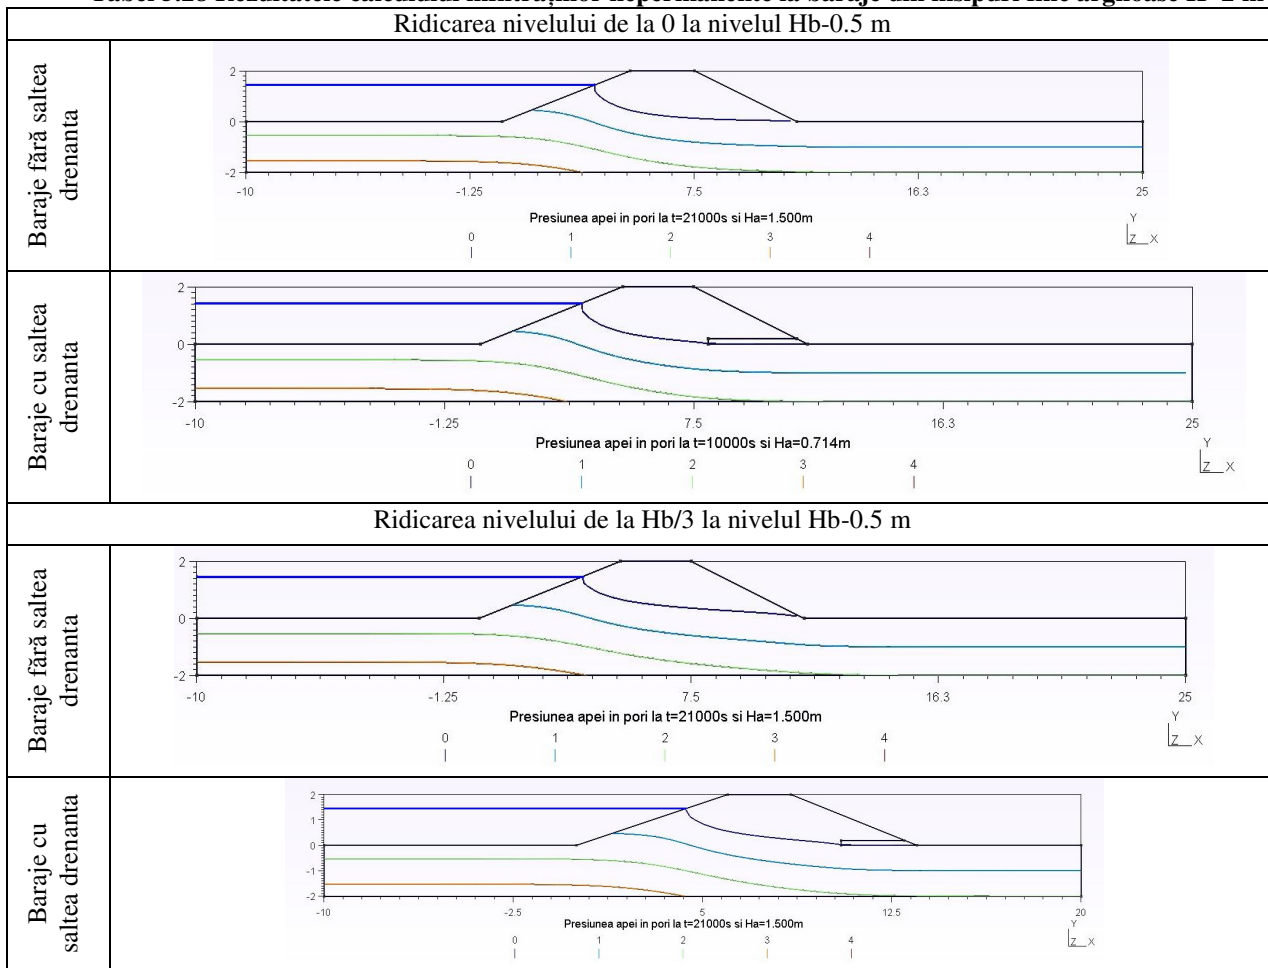 Ridicarea nivelului de la 0 la nivelul Hb-0.5 m
Baraje fără saltea
drenanta
2
0
-2
-10
-1.25
7.5
16.3
25
Presiunea apei in pori la t=21000s si Ha=1.500m
0
1
2
3
4
Y
Z X
Baraje cu saltea
drenanta
2
0
-2
-10
-1.25
7.5
16.3
25
Presiunea apei in pori la t=10000s si Ha=0.714m
0
1
2
3
4
Y
Z X
Ridicarea nivelului de la Hb/3 la nivelul Hb-0.5 m
Baraje fără saltea
drenanta
2
0
-2
-10
-1.25
7.5
16.3
25
Presiunea apei in pori la t=21000s si Ha=1.500m
0
1
2
3
4
Y
Z X
Baraje cu
saltea drenanta
2
1
0
-1
-2
-10
-2.5
5
12.5
20
Presiunea apei in pori la t=21000s si Ha=1.500m
0
1
2
3
4
Y
Z X